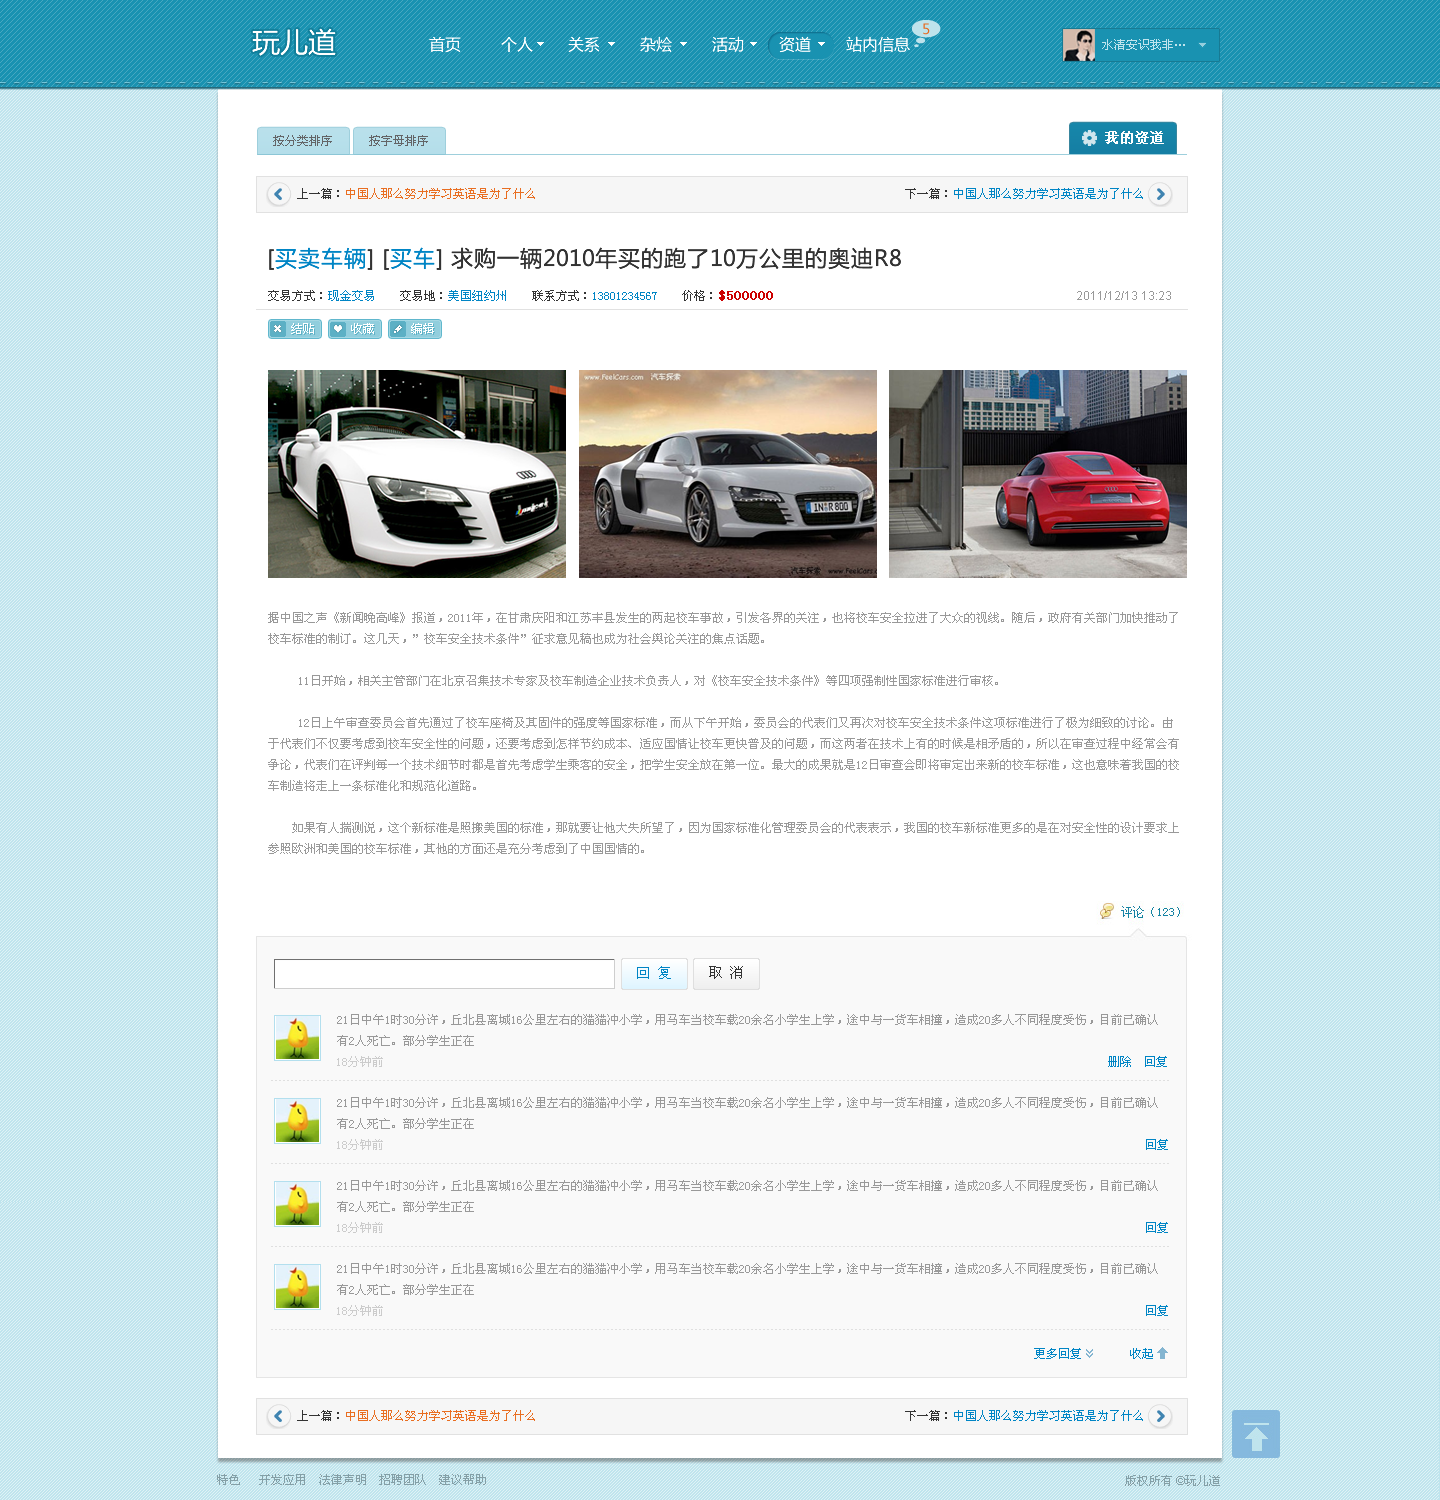 玩儿道 首页 个人 关系 杂烩 活动 资道 站内信息 5 水清安识我非…
按分类排序 按字母排序 我的资道
上一篇：中国人那么努力学习英语是为了什么 下一篇：中国人那么努力学习英语是为了什么
[买卖车辆] [买车] 求购一辆2010年买的跑了10万公里的奥迪R8
交易方式：现金交易 交易地：美国纽约州 联系方式：13801234567 价格：$500000 2011/12/13 13:23
结贴 收藏 编辑
www.FeelCars.com 汽车探索
1N R 800
汽车探索 www.FeelCars.com
据中国之声《新闻晚高峰》报道，2011年，在甘肃庆阳和江苏丰县发生的两起校车事故，引发各界的关注，也将校车安全拉进了大众的视线。随后，政府有关部门加快推动了
校车标准的制订。这几天，”校车安全技术条件”征求意见稿也成为社会舆论关注的焦点话题。
11日开始，相关主管部门在北京召集技术专家及校车制造企业技术负责人，对《校车安全技术条件》等四项强制性国家标准进行审核。
12日上午审查委员会首先通过了校车座椅及其固件的强度等国家标准，而从下午开始，委员会的代表们又再次对校车安全技术条件这项标准进行了极为细致的讨论。由
于代表们不仅要考虑到校车安全性的问题，还要考虑到怎样节约成本、适应国情让校车更快普及的问题，而这两者在技术上有的时候是相矛盾的，所以在审查过程中经常会有
争论，代表们在评判每一个技术细节时都是首先考虑学生乘客的安全，把学生安全放在第一位。最大的成果就是12日审查会即将审定出来新的校车标准，这也意味着我国的校
车制造将走上一条标准化和规范化道路。
如果有人揣测说，这个新标准是照搬美国的标准，那就要让他大失所望了，因为国家标准化管理委员会的代表表示，我国的校车新标准更多的是在对安全性的设计要求上
参照欧洲和美国的校车标准，其他的方面还是充分考虑到了中国国情的。
评论（123）
回 复 取 消
21日中午1时30分许，丘北县离城16公里左右的猫猫冲小学，用马车当校车载20余名小学生上学，途中与一货车相撞，造成20多人不同程度受伤，目前已确认
有2人死亡。部分学生正在
18分钟前 删除 回复
21日中午1时30分许，丘北县离城16公里左右的猫猫冲小学，用马车当校车载20余名小学生上学，途中与一货车相撞，造成20多人不同程度受伤，目前已确认
有2人死亡。部分学生正在
18分钟前 回复
21日中午1时30分许，丘北县离城16公里左右的猫猫冲小学，用马车当校车载20余名小学生上学，途中与一货车相撞，造成20多人不同程度受伤，目前已确认
有2人死亡。部分学生正在
18分钟前 回复
21日中午1时30分许，丘北县离城16公里左右的猫猫冲小学，用马车当校车载20余名小学生上学，途中与一货车相撞，造成20多人不同程度受伤，目前已确认
有2人死亡。部分学生正在
18分钟前 回复
更多回复 收起
上一篇：中国人那么努力学习英语是为了什么 下一篇：中国人那么努力学习英语是为了什么
特色 开发应用 法律声明 招聘团队 建议帮助 版权所有 ©玩儿道